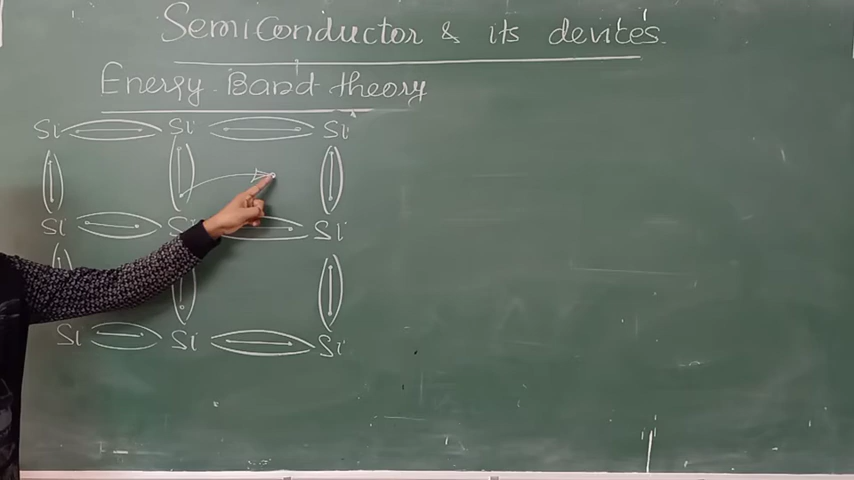 SemiConductor & its devices.
Energy Band theory
Si Si Si
Si Si Si
Si Si Si